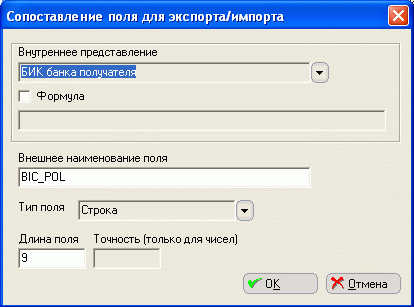 Сопоставление поля для экспорта/импорта
Внутреннее представление
БИК банка получателя
Формула
Внешнее наименование поля
BIC_POL
Тип поля Строка
Длина поля Точность (только для чисел)
9
OK Отмена